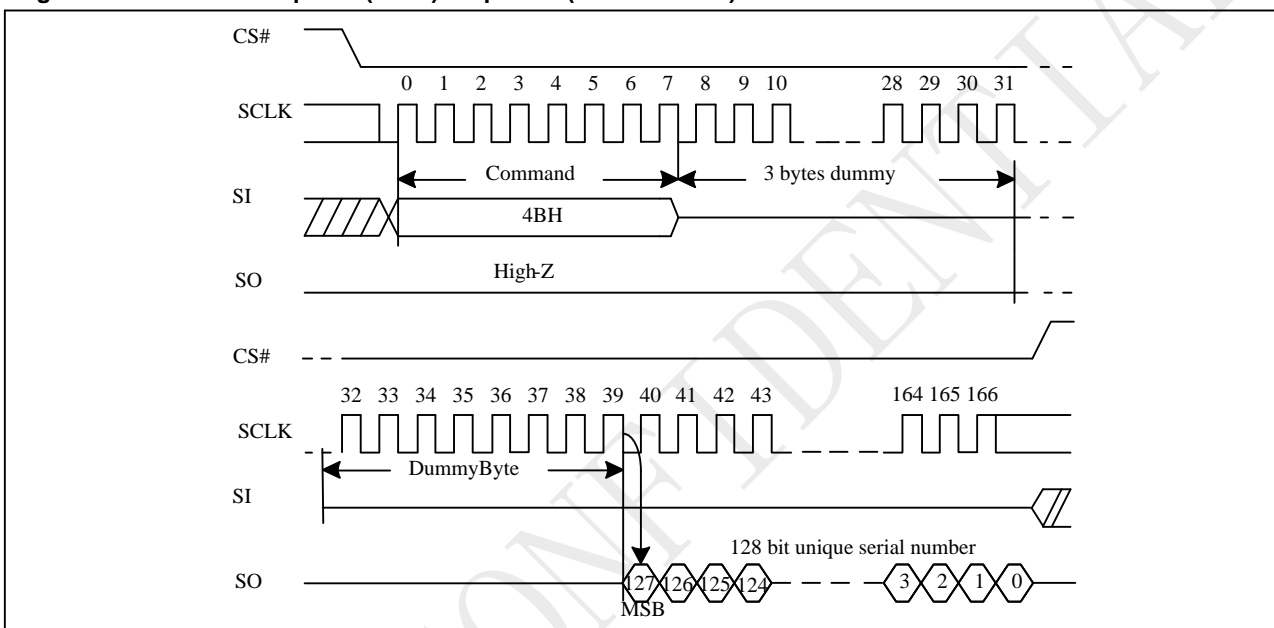 CS#
0 1 2 3 4 5 6 7 8 9 10 28 29 30 31
SCLK
Command 3 bytes dummy
SI
4BH
High-Z
SO
CS#
32 33 34 35 36 37 38 39 40 41 42 43 164 165 166
SCLK
DummyByte
SI
128 bit unique serial number
SO 127 126 125 124 3 2 1 0
MSB